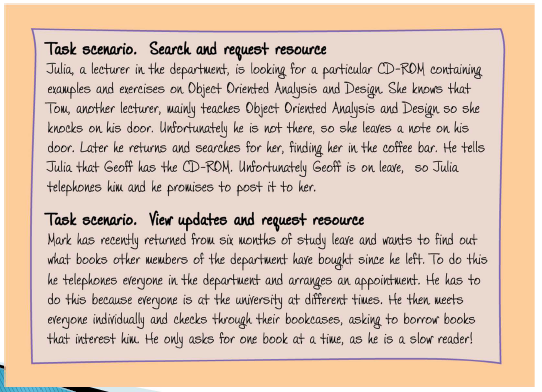 Task scenario. Search and request resource
Julia, a lecturer in the department, is looking for a particular CD-ROM containing
examples and exercises on Object Oriented Analysis and Design. She knows that
Tom, another lecturer, mainly teaches Object Oriented Analysis and Design so she
knocks on his door. Unfortunately he is not there, so she leaves a note on his
door. Later he returns and searches for her, finding her in the coffee bar. He tells
Julia that Geoff has the CD-ROM. Unfortunately Geoff is on leave, so Julia
telephones him and he promises to post it to her.
Task scenario. View updates and request resource
Mark has recently returned from six months of study leave and wants to find out
what books other members of the department have bought since he left. To do this
he telephones everyone in the department and arranges an appointment. He has to
do this because everyone is at the university at different times. He then meets
everyone individually and checks through their bookcases, asking to borrow books
that interest him. He only asks for one book at a time, as he is a slow reader!